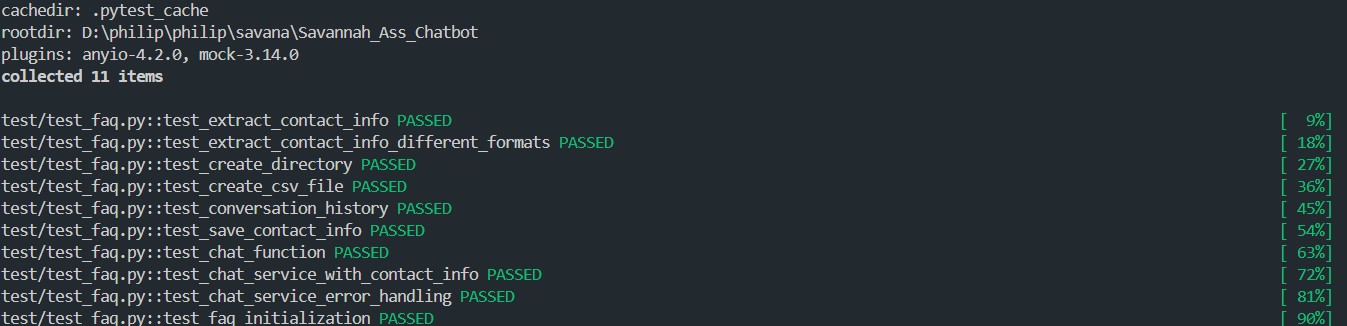 cachedir: .pytest_cache
rootdir: D:\philip\philip\savana\Savannah_Ass_Chatbot
plugins: anyio-4.2.0, mock-3.14.0
collected 11 items
test/test_faq.py::test_extract_contact_info PASSED [  9%]
test/test_faq.py::test_extract_contact_info_different_formats PASSED [ 18%]
test/test_faq.py::test_create_directory PASSED [ 27%]
test/test_faq.py::test_create_csv_file PASSED [ 36%]
test/test_faq.py::test_conversation_history PASSED [ 45%]
test/test_faq.py::test_save_contact_info PASSED [ 54%]
test/test_faq.py::test_chat_function PASSED [ 63%]
test/test_faq.py::test_chat_service_with_contact_info PASSED [ 72%]
test/test_faq.py::test_chat_service_error_handling PASSED [ 81%]
test/test_faq.py::test_faq_initialization PASSED [ 90%]